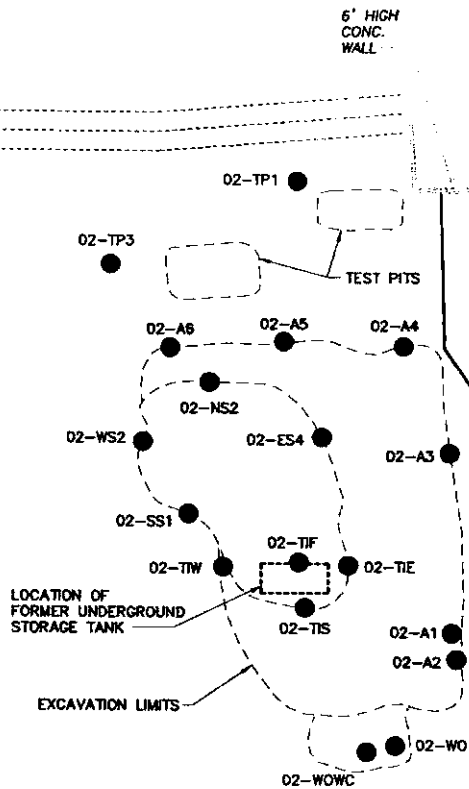 6' HIGH
CONC.
WALL
02-TP1
02-TP3
TEST PITS
02-A6
02-A5
02-A4
02-NS2
02-WS2
02-ES4
02-A3
02-SS1
02-TIF
02-TIW
02-TIE
LOCATION OF
FORMER UNDERGROUND
STORAGE TANK
02-TIS
02-A1
02-A2
EXCAVATION LIMITS
02-WO
02-WOWC